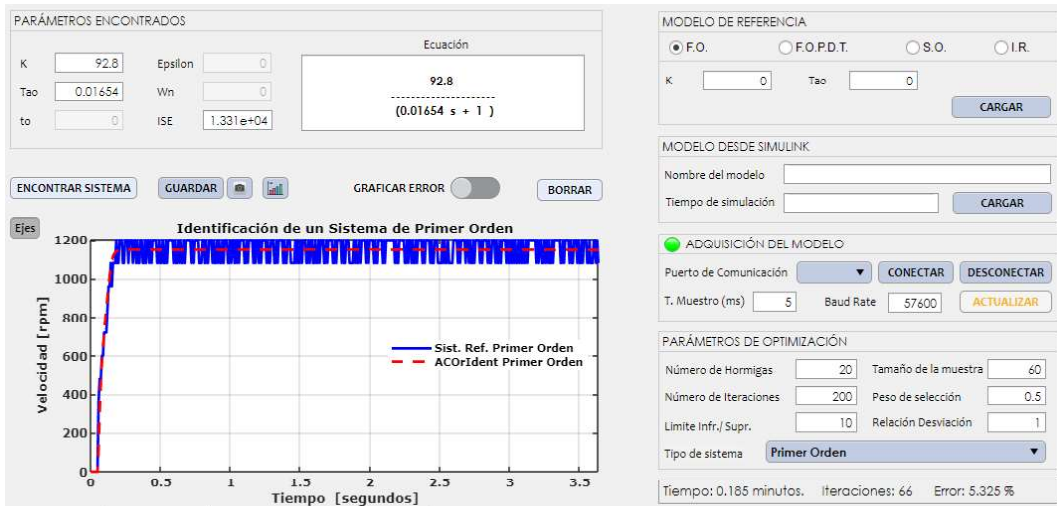 PARÁMETROS ENCONTRADOS
K 92.8 Epsilon 0
Tao 0.01654 Wn 0
to 0 ISE 1.331e+04
Ecuación
92.8
----------------------
(0.01654 s + 1 )
ENCONTRAR SISTEMA GUARDAR GRAFICAR ERROR BORRAR
Ejes
Identificación de un Sistema de Primer Orden
1200
1000
800
600
400
200
0
Velocidad [rpm]
Sist. Ref. Primer Orden
ACOrIdent Primer Orden
0 0.5 1 1.5 2 2.5 3 3.5
Tiempo [segundos]
MODELO DE REFERENCIA
F.O. F.O.P.D.T. S.O. I.R.
K 0 Tao 0
CARGAR
MODELO DESDE SIMULINK
Nombre del modelo
Tiempo de simulación CARGAR
ADQUISICIÓN DEL MODELO
Puerto de Comunicación CONECTAR DESCONECTAR
T. Muestro (ms) 5 Baud Rate 57600 ACTUALIZAR
PARÁMETROS DE OPTIMIZACIÓN
Número de Hormigas 20 Tamaño de la muestra 60
Número de Iteraciones 200 Peso de selección 0.5
Limite Infr./ Supr. 10 Relación Desviación 1
Tipo de sistema Primer Orden
Tiempo: 0.185 minutos. Iteraciones: 66 Error: 5.325 %